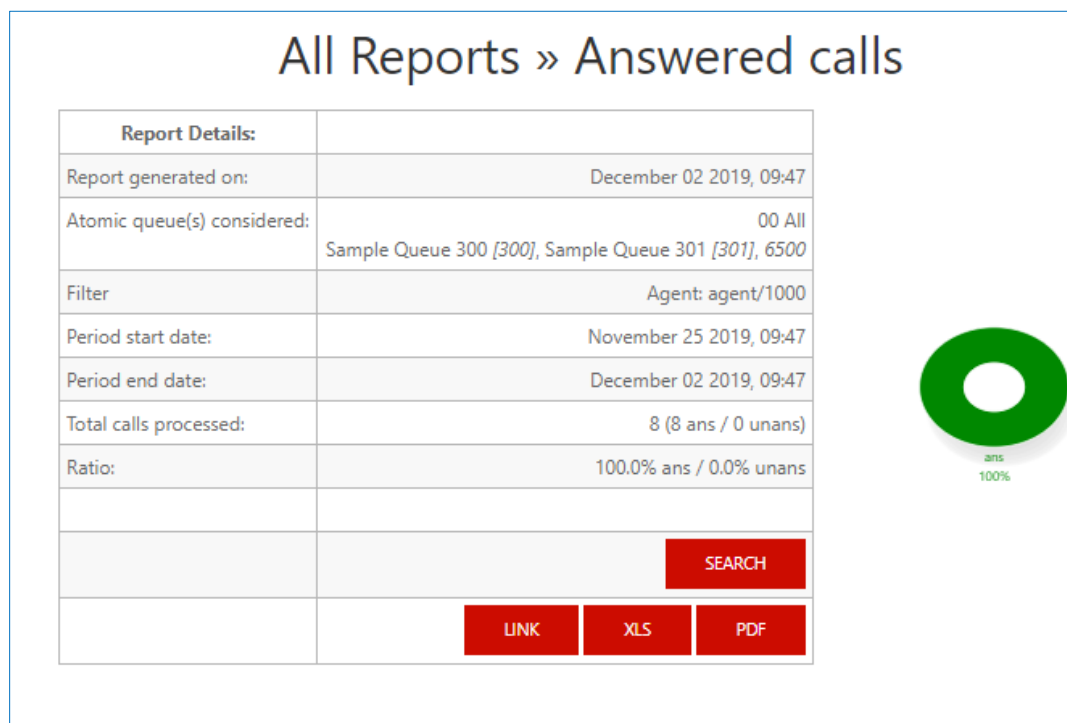 All Reports » Answered calls
Report Details:
Report generated on: December 02 2019, 09:47
Atomic queue(s) considered: 00 All
Sample Queue 300 [300], Sample Queue 301 [301], 6500
Filter Agent: agent/1000
Period start date: November 25 2019, 09:47
Period end date: December 02 2019, 09:47
Total calls processed: 8 (8 ans / 0 unans)
Ratio: 100.0% ans / 0.0% unans
ans
100%
SEARCH
LINK XLS PDF